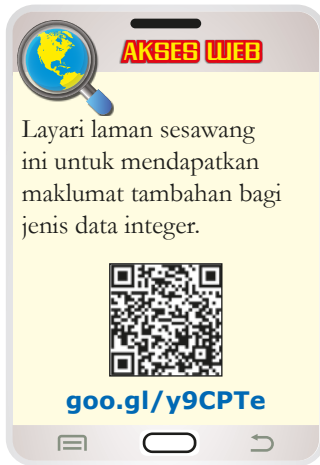 AKSES WEB
Layari laman sesawang
ini untuk mendapatkan
maklumat tambahan bagi
jenis data integer.
goo.gl/y9CPTe